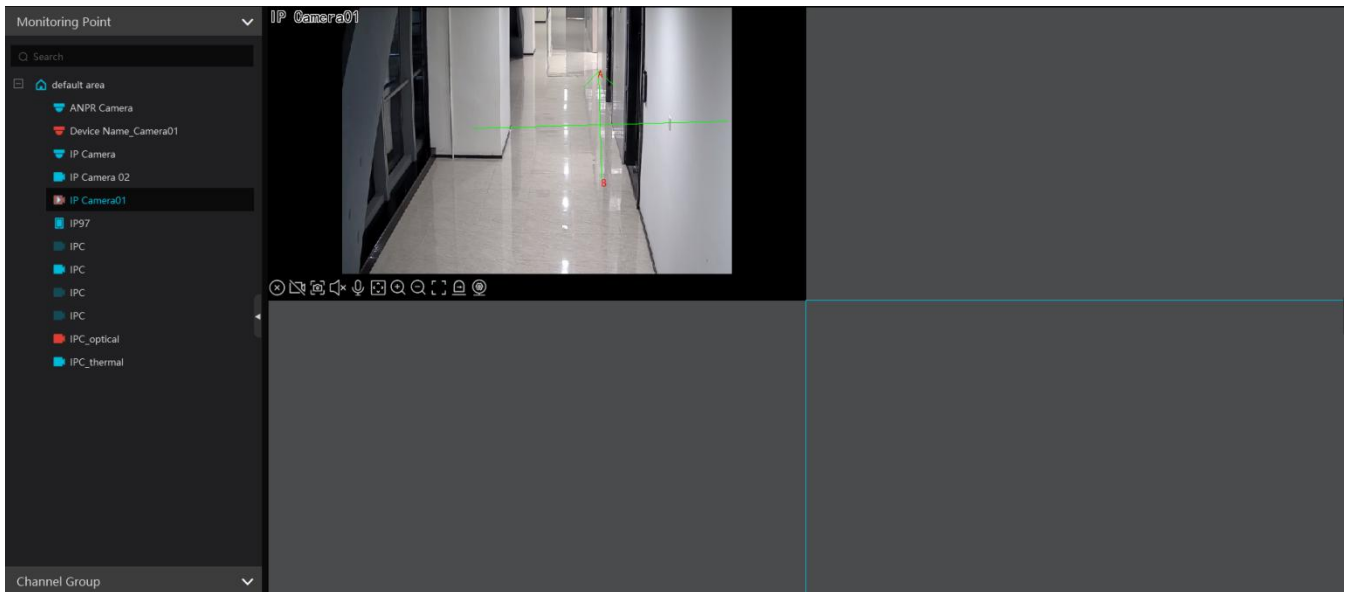 Monitoring Point
IP Camera01
Search
default area
ANPR Camera
Device Name_Camera01
IP Camera
IP Camera 02
IP Camera01
IP97
IPC
IPC
IPC
IPC
IPC_optical
IPC_thermal
A
B
Channel Group